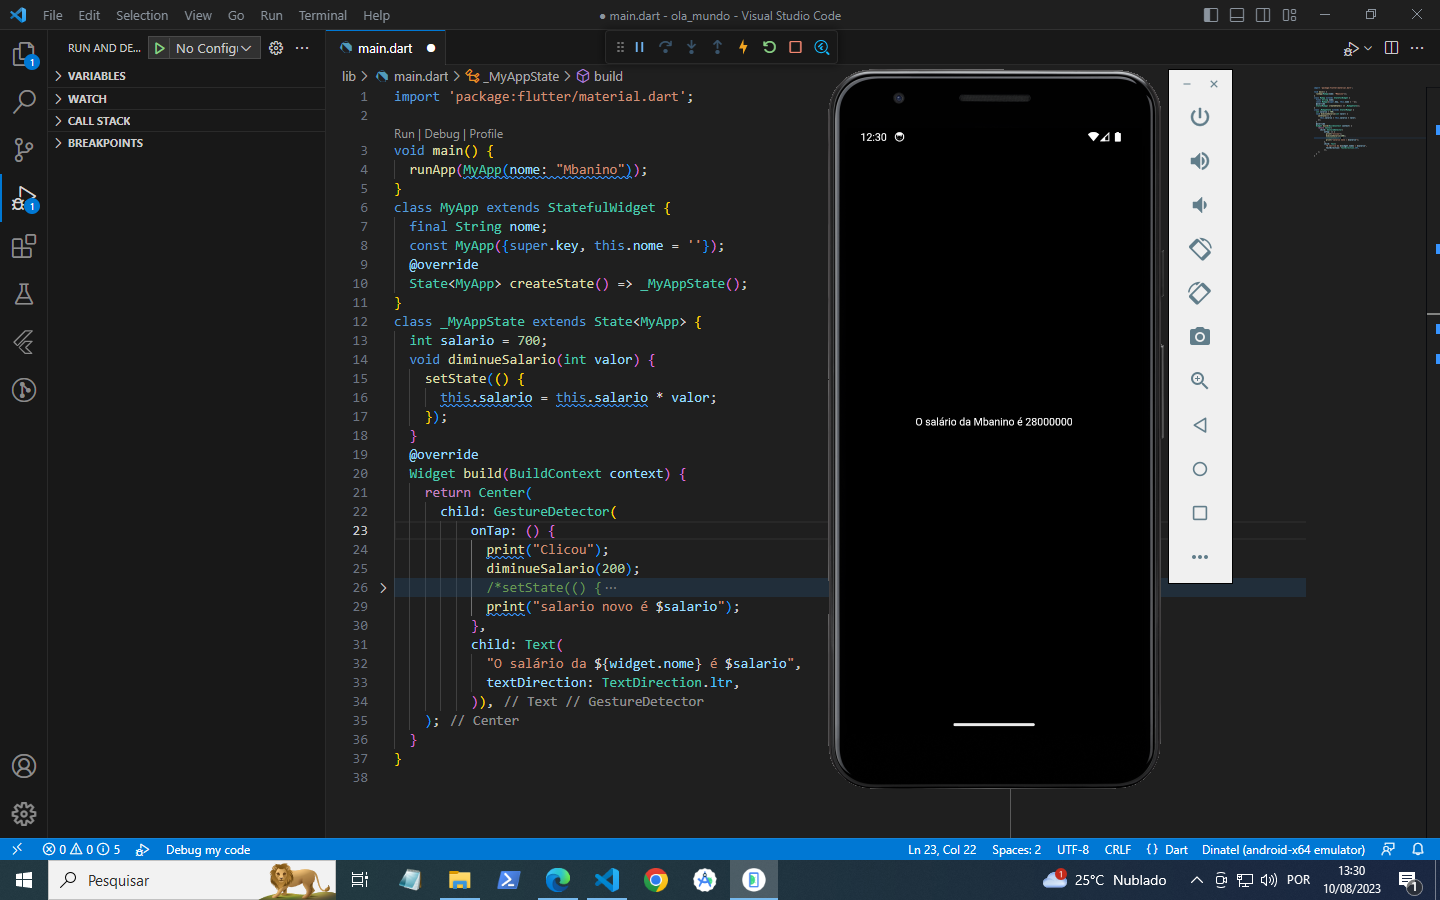 File Edit Selection View Go Run Terminal Help
● main.dart - ola_mundo - Visual Studio Code
RUN AND DE... No Config
main.dart
VARIABLES
WATCH
CALL STACK
BREAKPOINTS
lib > main.dart > _MyAppState > build
1 import 'package:flutter/material.dart';
2
Run | Debug | Profile
3 void main() {
4 runApp(MyApp(nome: "Mbanino"));
5 }
6 class MyApp extends StatefulWidget {
7 final String nome;
8 const MyApp({super.key, this.nome = ''});
9 @override
10 State<MyApp> createState() => _MyAppState();
11 }
12 class _MyAppState extends State<MyApp> {
13 int salario = 700;
14 void diminueSalario(int valor) {
15 setState(() {
16 this.salario = this.salario * valor;
17 });
18 }
19 @override
20 Widget build(BuildContext context) {
21 return Center(
22 child: GestureDetector(
23 onTap: () {
24 print("Clicou");
25 diminueSalario(200);
26 /*setState(() { ...
29 print("salario novo é $salario");
30 },
31 child: Text(
32 "O salário da ${widget.nome} é $salario",
33 textDirection: TextDirection.ltr,
34 )), // Text // GestureDetector
35 ); // Center
36 }
37 }
38
12:30
O salário da Mbanino é 28000000
0 0 5 Debug my code
Ln 23, Col 22 Spaces: 2 UTF-8 CRLF {} Dart Dinatel (android-x64 emulator)
Pesquisar
1 25°C Nublado
POR
13:30
10/08/2023
1